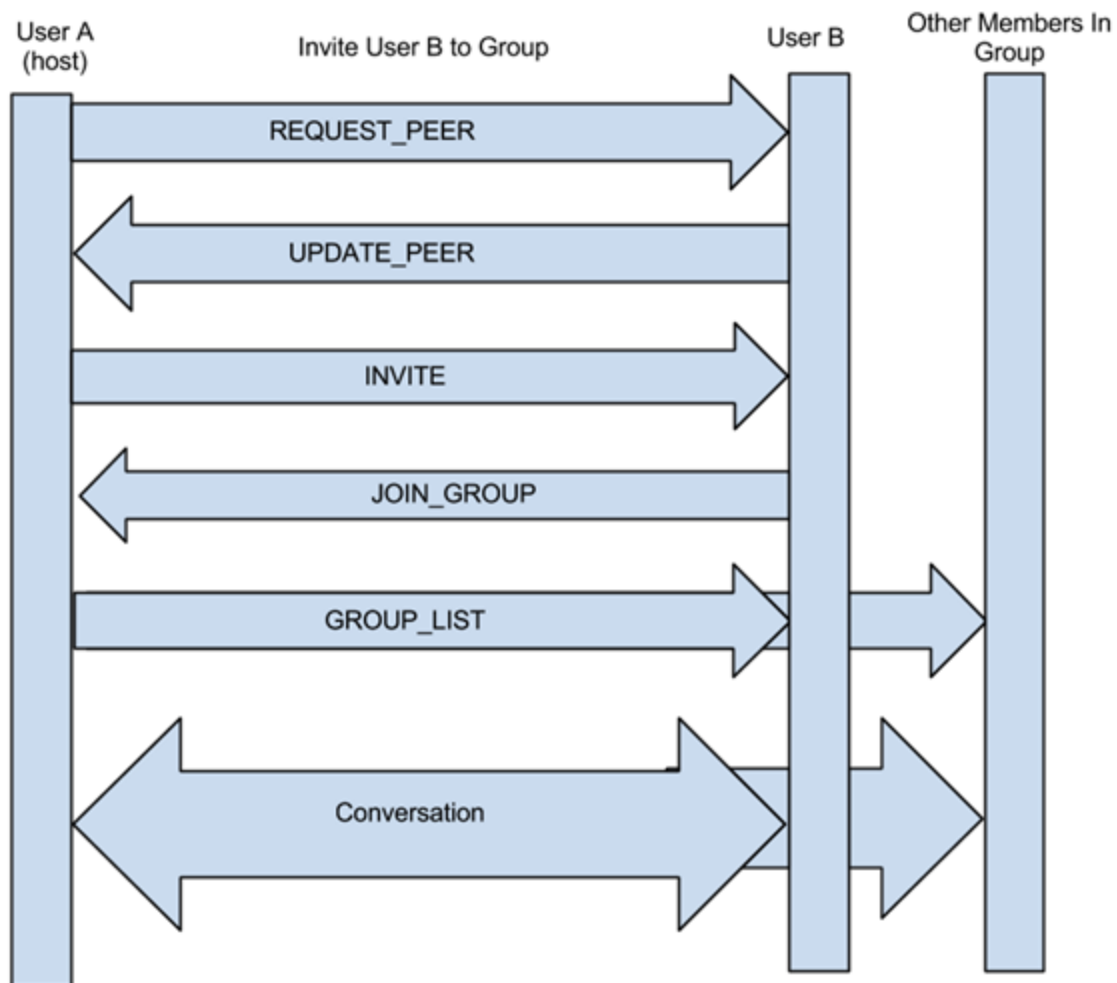 User A
(host)
Invite User B to Group
User B
Other Members In
Group
REQUEST_PEER
UPDATE_PEER
INVITE
JOIN_GROUP
GROUP_LIST
Conversation